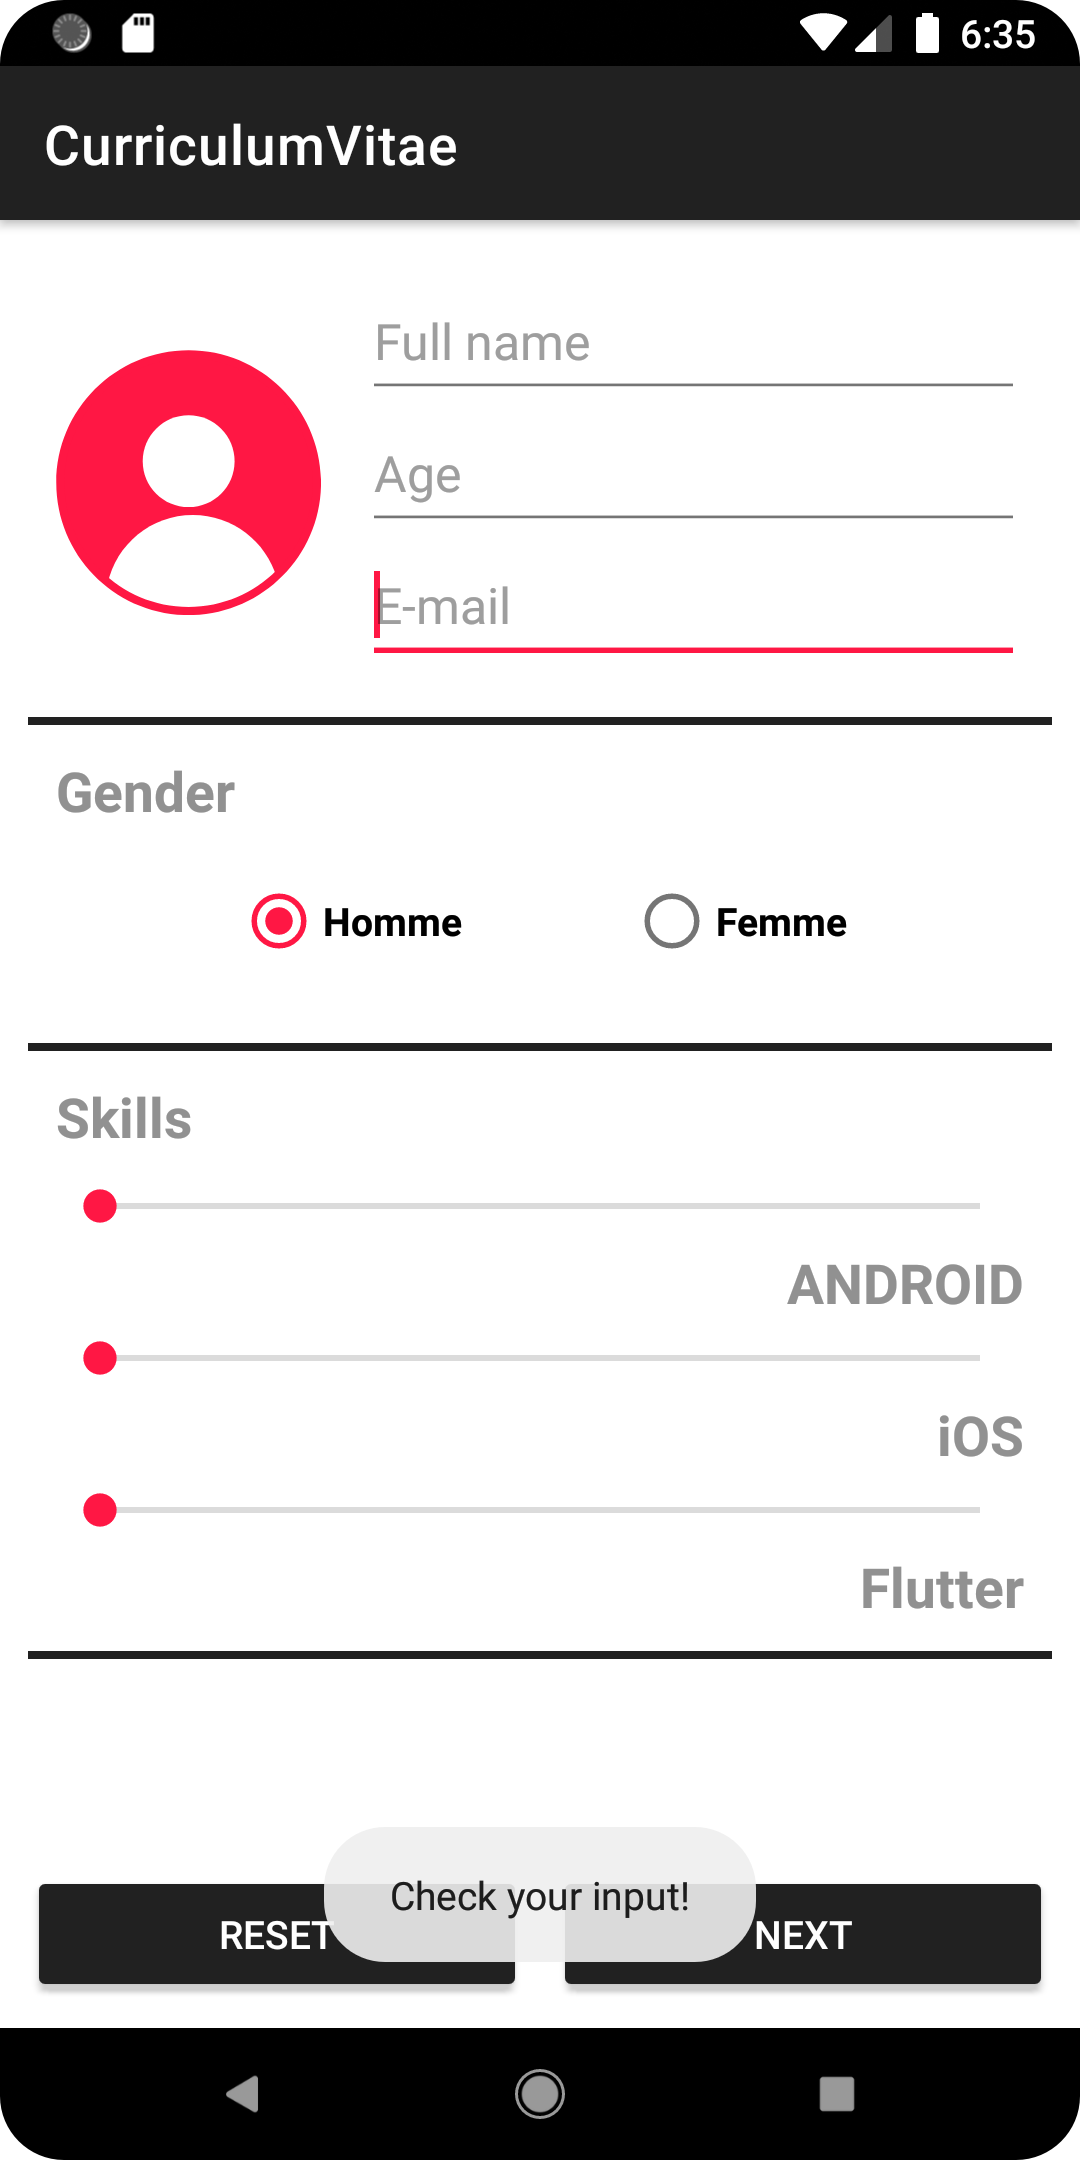 6:35
CurriculumVitae
Full name
Age
E-mail
Gender
Homme Femme
Skills
ANDROID
iOS
Flutter
Check your input!
RESET NEXT